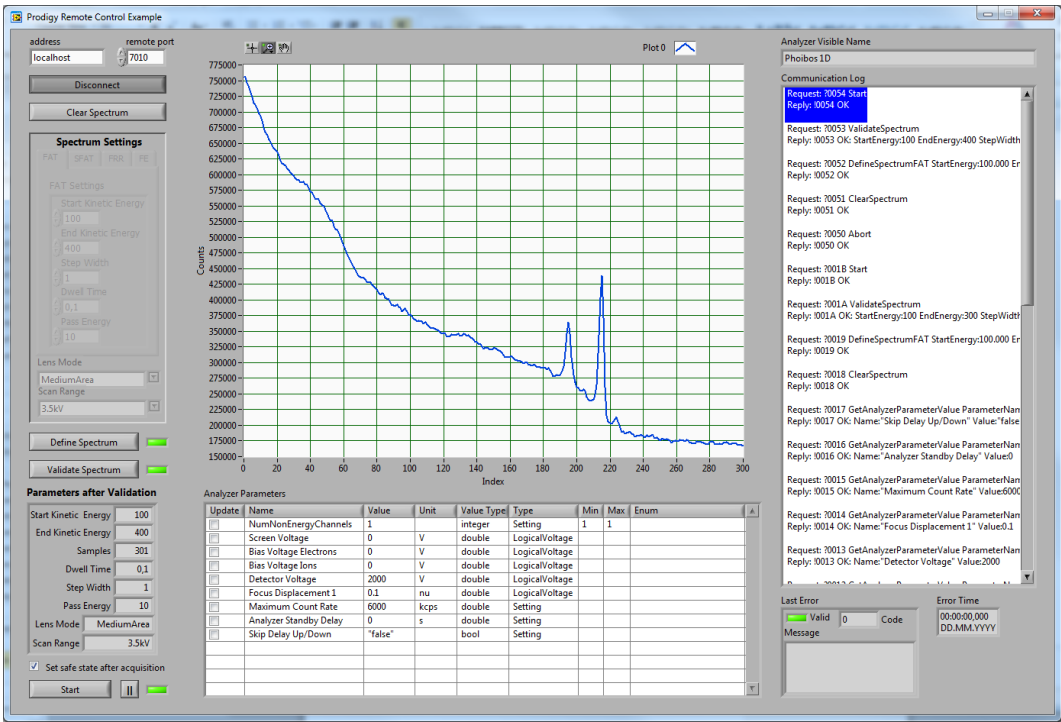 Prodigy Remote Control Example
address
remote port
localhost
7010
Disconnect
Clear Spectrum
Spectrum Settings
FAT SFAT FRR FE
FAT Settings
Start Kinetic Energy
100
End Kinetic Energy
400
Step Width
1
Dwell Time
0,1
Pass Energy
10
Lens Mode
MediumArea
Scan Range
3.5kV
Define Spectrum
Validate Spectrum
Parameters after Validation
Start Kinetic Energy 100
End Kinetic Energy 400
Samples 301
Dwell Time 0,1
Step Width 1
Pass Energy 10
Lens Mode MediumArea
Scan Range 3.5kV
Set safe state after acquisition
Start
Plot 0
775000
750000
725000
700000
675000
650000
625000
600000
575000
550000
525000
500000
475000
450000
425000
400000
375000
350000
325000
300000
275000
250000
225000
200000
175000
150000
Counts
0 20 40 60 80 100 120 140 160 180 200 220 240 260 280 300
Index
Analyzer Parameters
Update Name Value Unit Value Type Type Min Max Enum
NumNonEnergyChannels 1 integer Setting 1 1
Screen Voltage 0 V double LogicalVoltage
Bias Voltage Electrons 0 V double LogicalVoltage
Bias Voltage Ions 0 V double LogicalVoltage
Detector Voltage 2000 V double LogicalVoltage
Focus Displacement 1 0.1 nu double LogicalVoltage
Maximum Count Rate 6000 kcps double Setting
Analyzer Standby Delay 0 s double Setting
Skip Delay Up/Down "false" bool Setting
Analyzer Visible Name
Phoibos 1D
Communication Log
Request: ?0054 Start
Reply: !0054 OK
Request: ?0053 ValidateSpectrum
Reply: !0053 OK: StartEnergy:100 EndEnergy:400 StepWidth
Request: ?0052 DefineSpectrumFAT StartEnergy:100.000 Er
Reply: !0052 OK
Request: ?0051 ClearSpectrum
Reply: !0051 OK
Request: ?0050 Abort
Reply: !0050 OK
Request: ?001B Start
Reply: !001B OK
Request: ?001A ValidateSpectrum
Reply: !001A OK: StartEnergy:100 EndEnergy:300 StepWidth
Request: ?0019 DefineSpectrumFAT StartEnergy:100.000 Er
Reply: !0019 OK
Request: ?0018 ClearSpectrum
Reply: !0018 OK
Request: ?0017 GetAnalyzerParameterValue ParameterNam
Reply: !0017 OK: Name:"Skip Delay Up/Down" Value:"false
Request: ?0016 GetAnalyzerParameterValue ParameterNam
Reply: !0016 OK: Name:"Analyzer Standby Delay" Value:0
Request: ?0015 GetAnalyzerParameterValue ParameterNam
Reply: !0015 OK: Name:"Maximum Count Rate" Value:6000
Request: ?0014 GetAnalyzerParameterValue ParameterNam
Reply: !0014 OK: Name:"Focus Displacement 1" Value:0.1
Request: ?0013 GetAnalyzerParameterValue ParameterNam
Reply: !0013 OK: Name:"Detector Voltage" Value:2000
Last Error
Valid 0 Code
Message
Error Time
00:00:00,000
DD.MM.YYYY